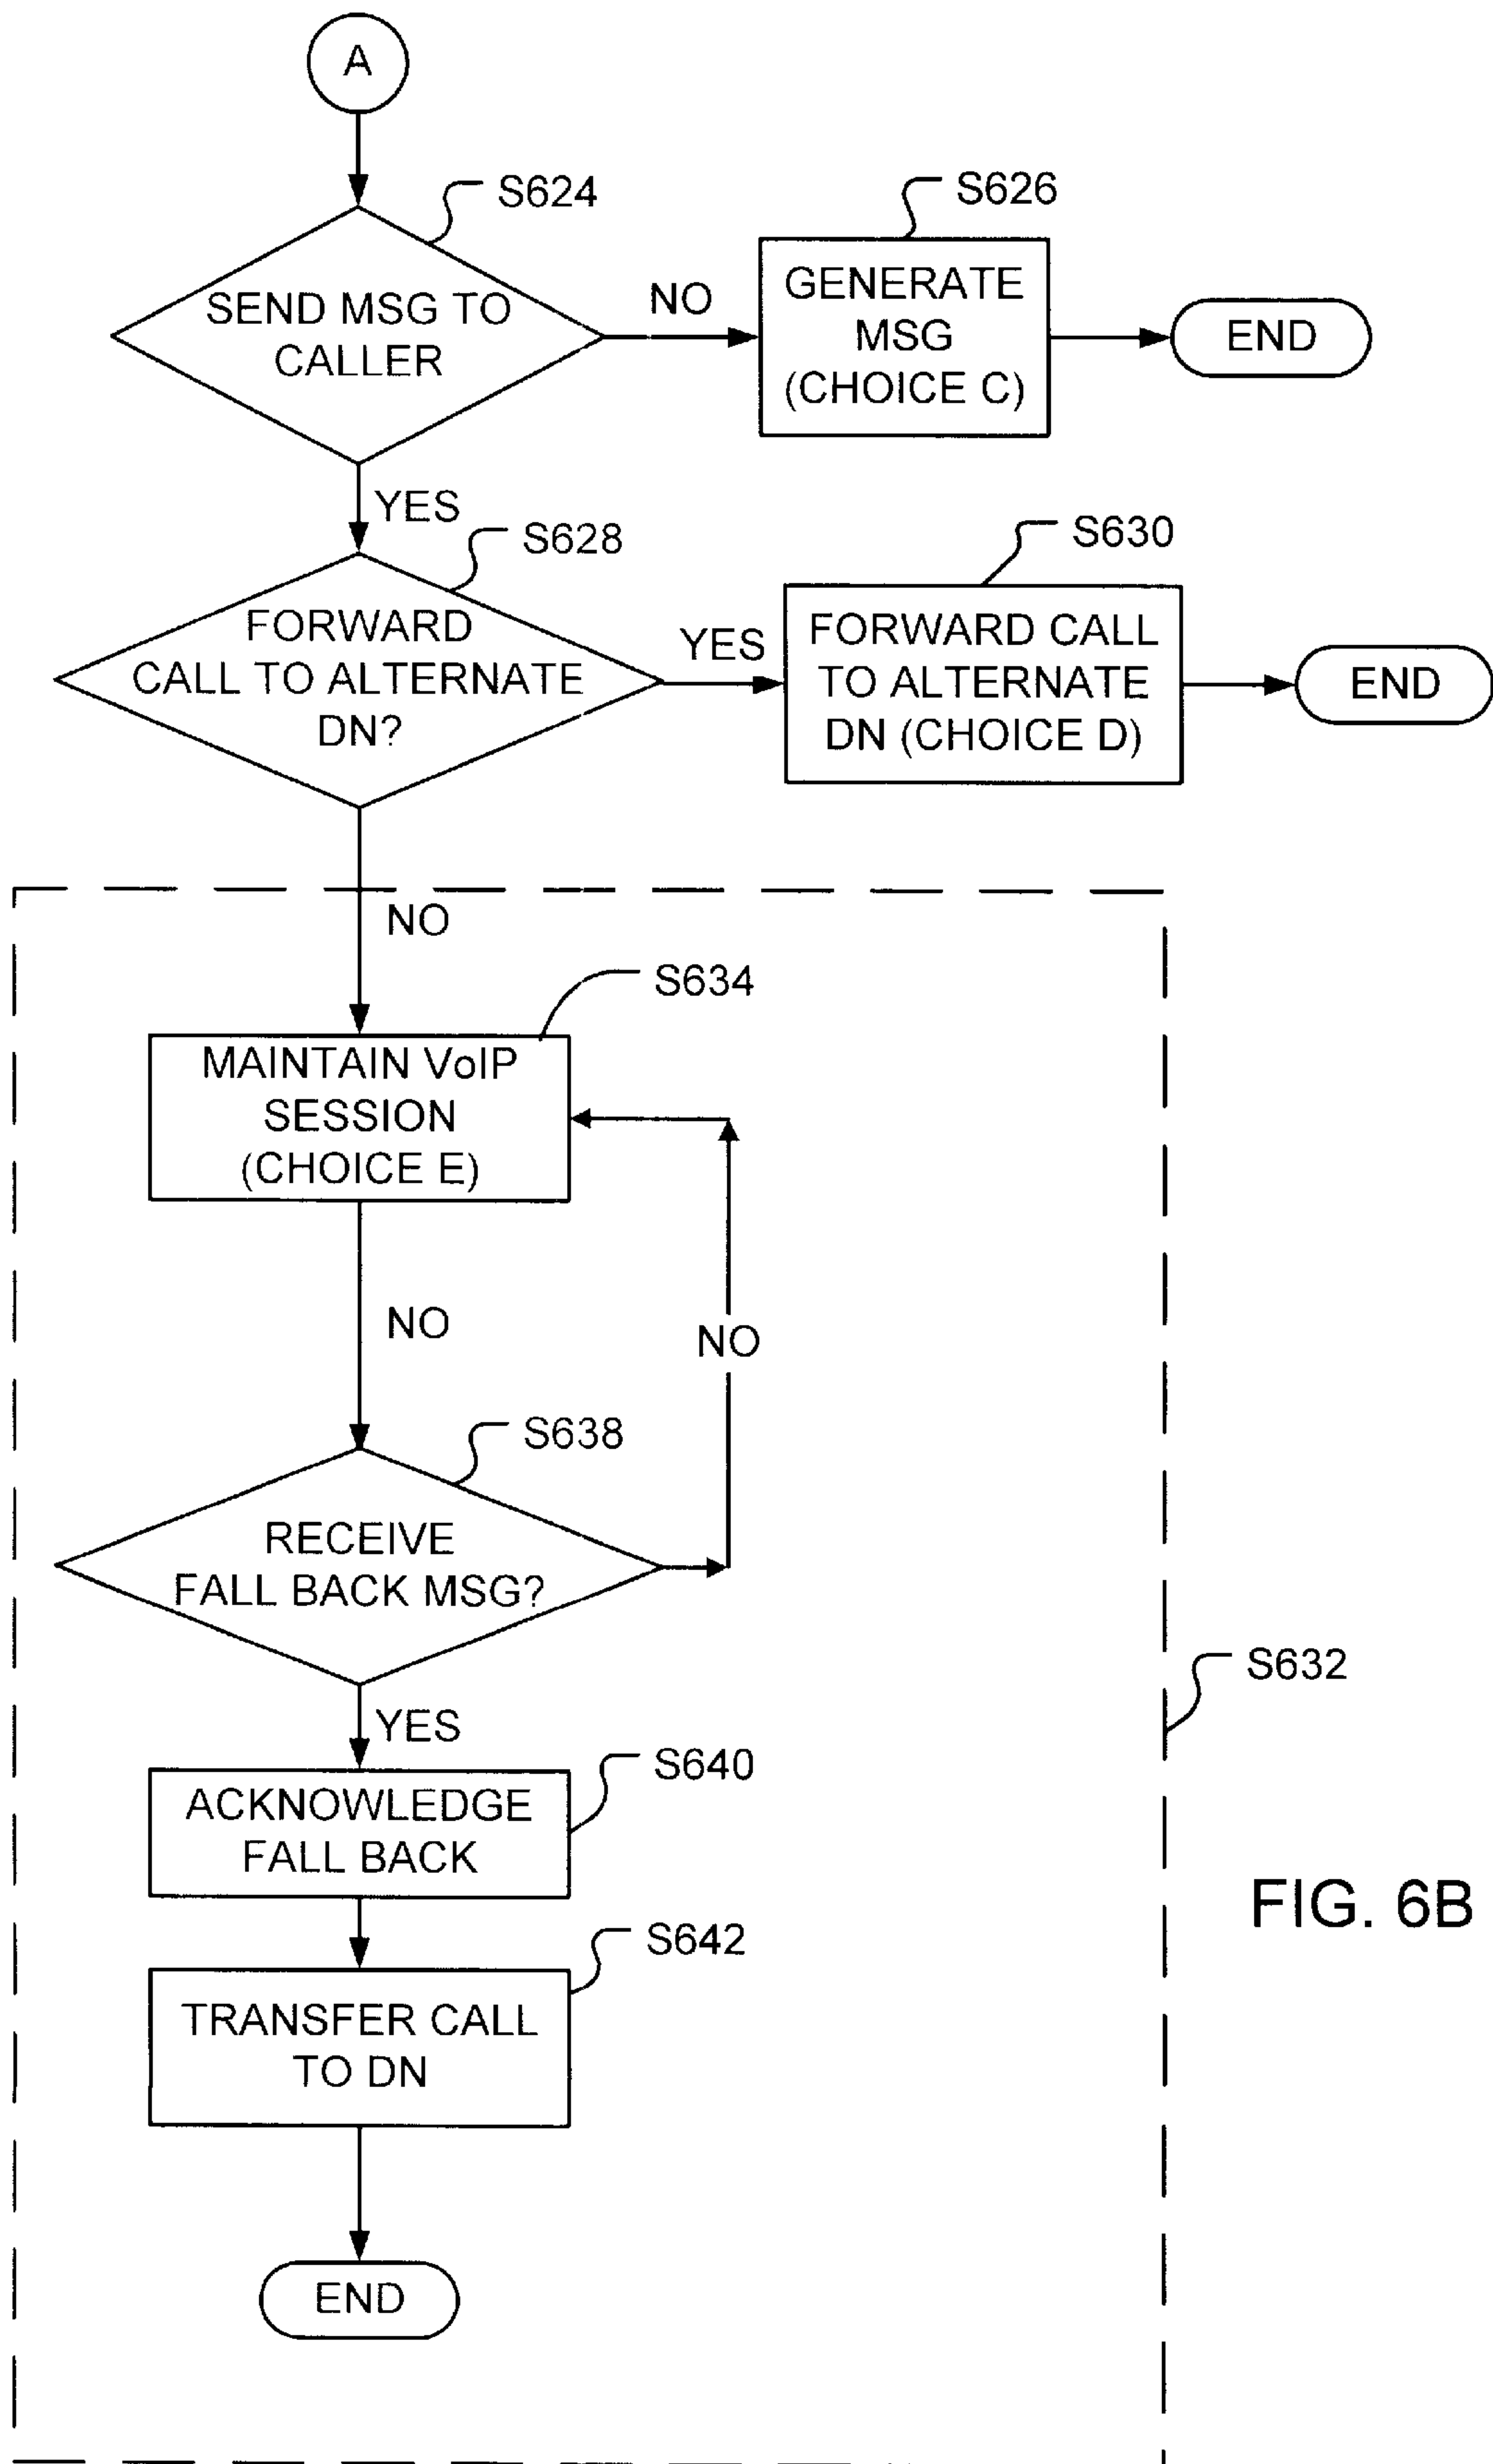 A
S624
S626
SEND MSG TO
CALLER
NO
GENERATE
MSG
(CHOICE C)
END
YES
S628
S630
FORWARD
CALL TO ALTERNATE
DN?
YES
FORWARD CALL
TO ALTERNATE
DN (CHOICE D)
END
NO
S634
MAINTAIN VoIP
SESSION
(CHOICE E)
NO
NO
S638
RECEIVE
FALL BACK MSG?
S632
YES
S640
ACKNOWLEDGE
FALL BACK
FIG. 6B
S642
TRANSFER CALL
TO DN
END